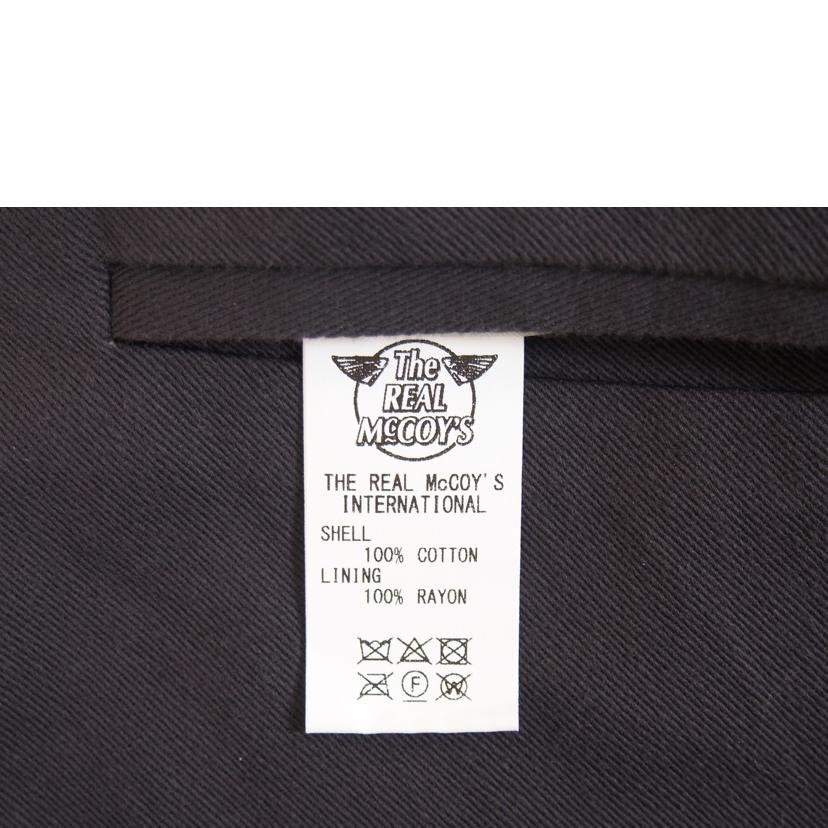 The
REAL
McCOY'S
THE REAL McCOY'S
INTERNATIONAL
SHELL
100% COTTON
LINING
100% RAYON
F
W